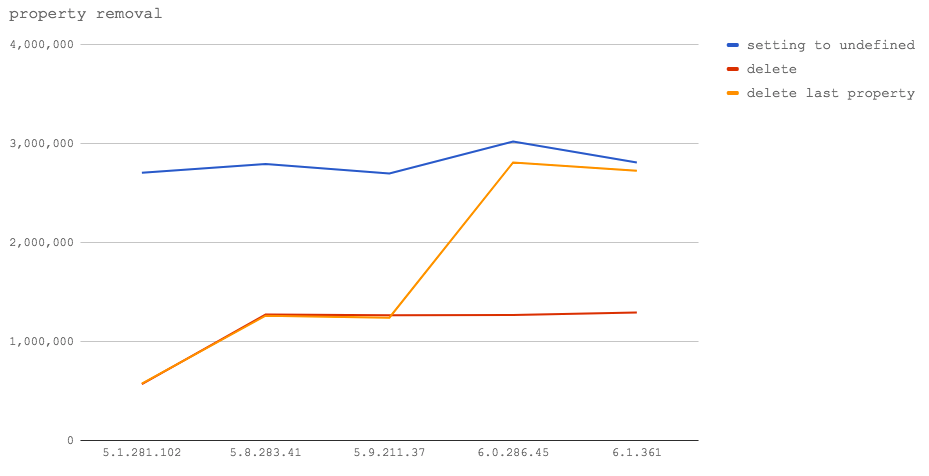 property removal
4,000,000
3,000,000
2,000,000
1,000,000
0
5.1.281.102 5.8.283.41 5.9.211.37 6.0.286.45 6.1.361
setting to undefined
delete
delete last property